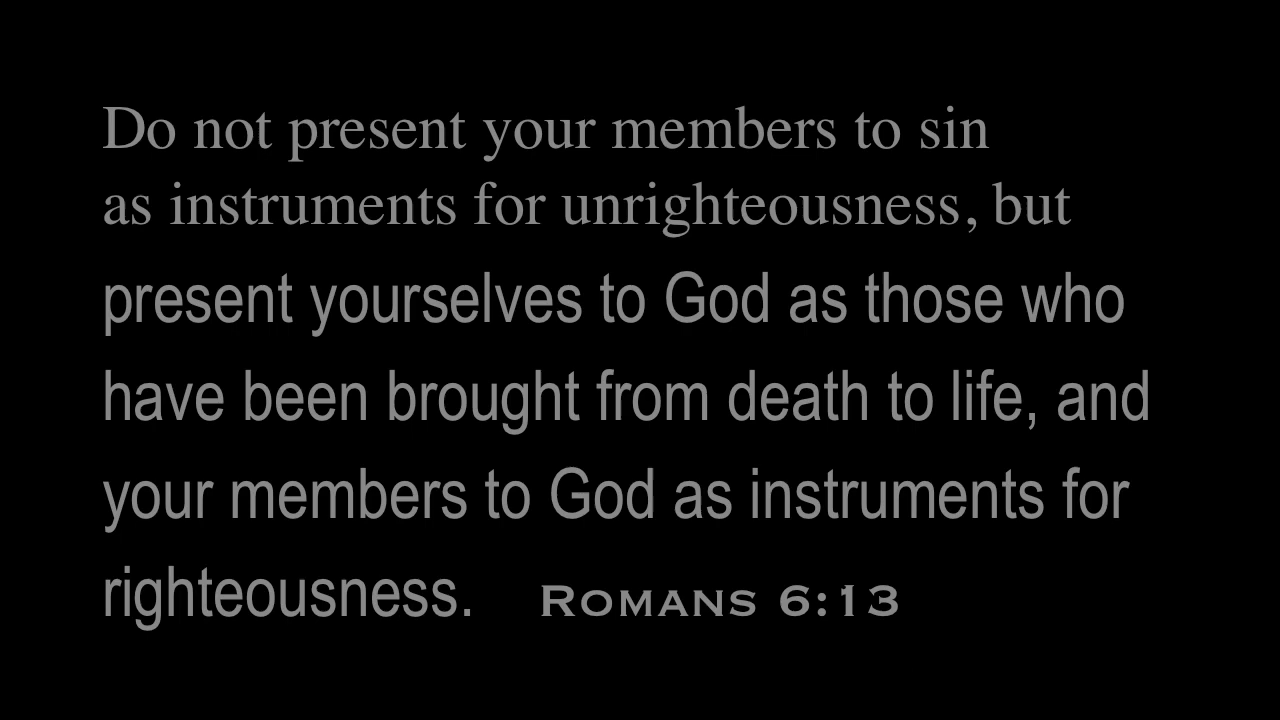 Do not present your members to sin
as instruments for unrighteousness, but
present yourselves to God as those who
have been brought from death to life, and
your members to God as instruments for
righteousness. Romans 6:13